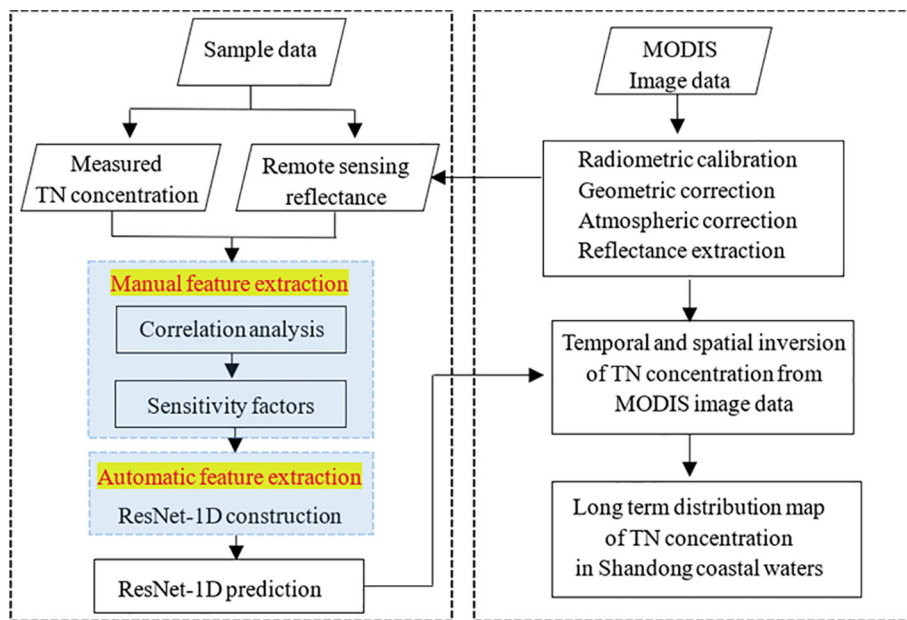 Sample data
Measured
TN concentration
Remote sensing
reflectance
Manual feature extraction
Correlation analysis
Sensitivity factors
Automatic feature extraction
ResNet-1D construction
ResNet-1D prediction
MODIS
Image data
Radiometric calibration
Geometric correction
Atmospheric correction
Reflectance extraction
Temporal and spatial inversion
of TN concentration from
MODIS image data
Long term distribution map
of TN concentration
in Shandong coastal waters